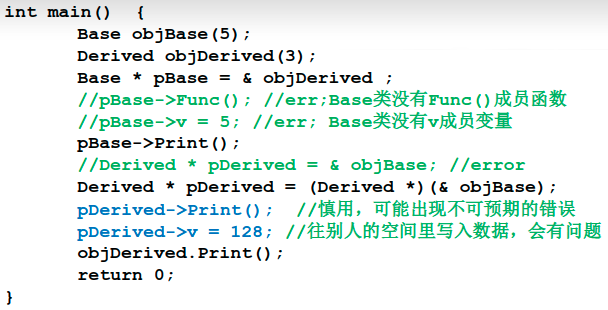 int main()  {
Base objBase(5);
Derived objDerived(3);
Base * pBase = & objDerived ;
//pBase->Func(); //err;Base类没有Func()成员函数
//pBase->v = 5; //err; Base类没有v成员变量
pBase->Print();
//Derived * pDerived = & objBase; //error
Derived * pDerived = (Derived *)(& objBase);
pDerived->Print();  //慎用，可能出现不可预期的错误
pDerived->v = 128; //往别人的空间里写入数据，会有问题
objDerived.Print();
return 0;
}